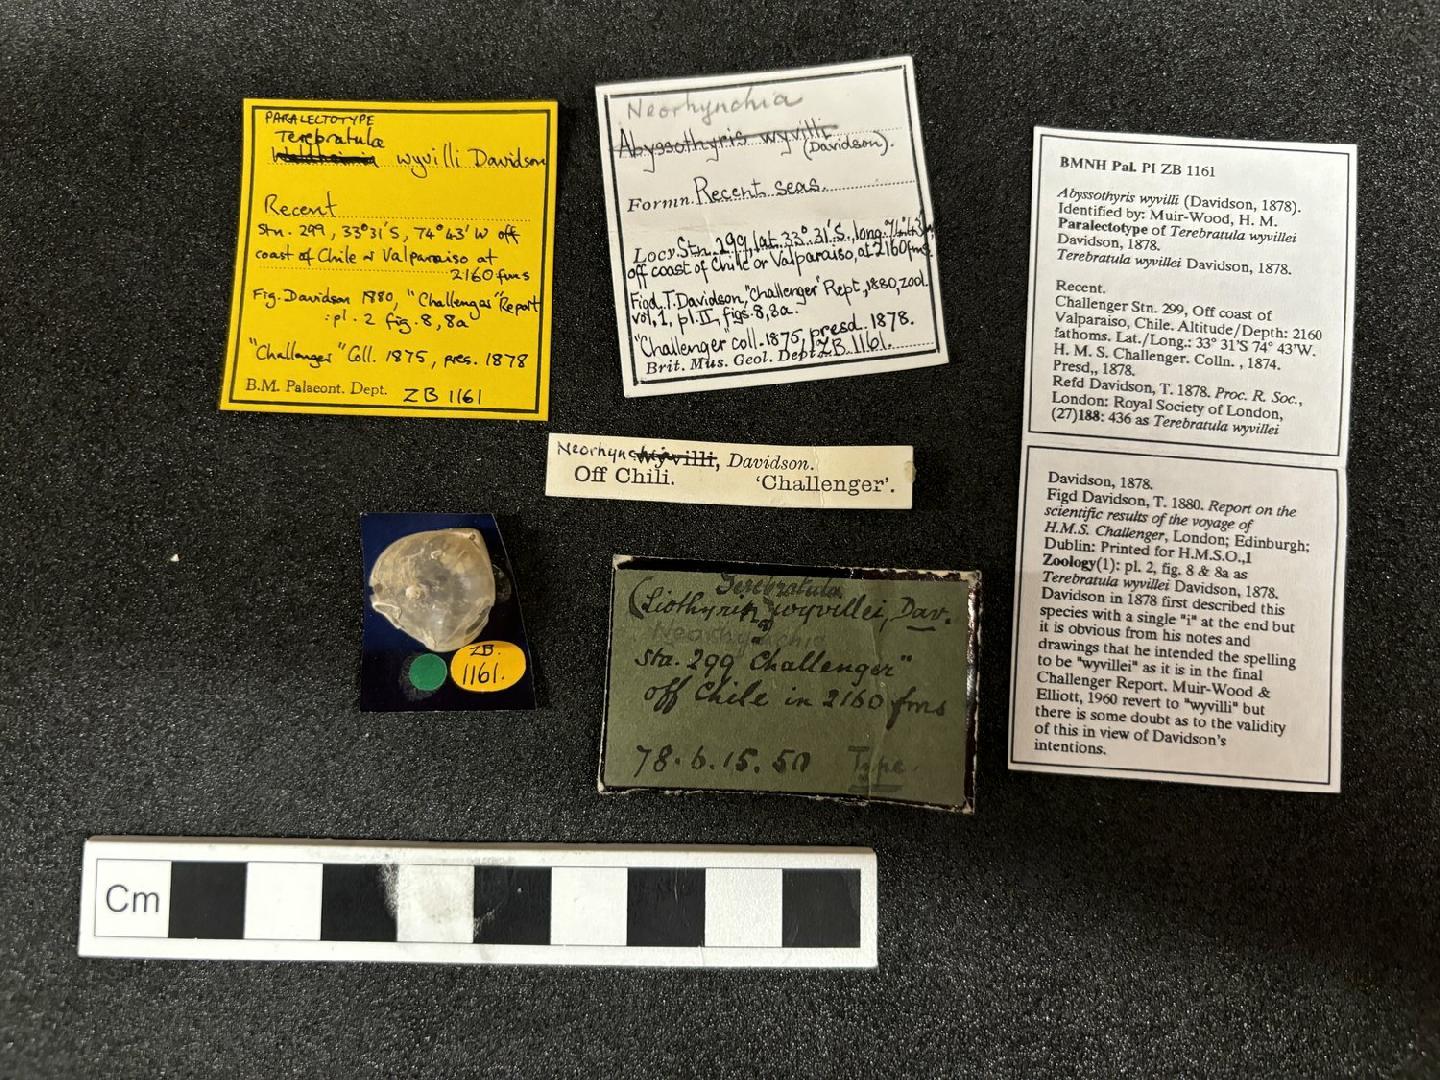 PARALECTOTYPE
Terebratula
Waldheimia wyvilli Davidson
Recent
Stn. 299, 33°31'S, 74°43'W off
coast of Chile or Valparaiso at
2160 fms
Fig. Davidson 1880, "Challenger" Report
: pl. 2 fig. 8, 8a
"Challenger" Coll. 1875, pres. 1878
B.M. Palaeont. Dept. ZB 1161
Neorhynchia
Abyssothyris wyvilli
(Davidson).
Formn. Recent seas.
Locy. Stn. 299, lat. 33° 31'S., long.
off coast of Chile or Valparaiso, at 2160 fms.
Figd. T. Davidson, "Challenger" Rept, 1880, Zool.
vol. 1, pl. II, figs. 8, 8a.
"Challenger" coll. 1875, presd. 1878.
Brit. Mus. Geol. Dept. ZB 1161.
BMNH Pal. PI ZB 1161
Abyssothyris wyvilli (Davidson, 1878).
Identified by: Muir-Wood, H. M.
Paralectotype of Terebratula wyvillei
Davidson, 1878.
Terebratula wyvillei Davidson, 1878.
Recent.
Challenger Stn. 299, Off coast of
Valparaiso, Chile. Altitude/Depth: 2160
fathoms. Lat./Long.: 33° 31'S 74° 43'W.
H. M. S. Challenger. Colln. , 1874.
Presd,, 1878.
Refd Davidson, T. 1878. Proc. R. Soc.,
London: Royal Society of London,
(27)188: 436 as Terebratula wyvillei
Davidson, 1878.
Figd Davidson, T. 1880. Report on the
scientific results of the voyage of
H.M.S. Challenger, London; Edinburgh;
Dublin: Printed for H.M.S.O.,1
Zoology(1): pl. 2, fig. 8 & 8a as
Terebratula wyvillei Davidson, 1878.
Davidson in 1878 first described this
species with a single "i" at the end but
it is obvious from his notes and
drawings that he intended the spelling
to be "wyvillei" as it is in the final
Challenger Report. Muir-Wood &
Elliott, 1960 revert to "wyvilli" but
there is some doubt as to the validity
of this in view of Davidson's
intentions.
Neorhync wyvilli, Davidson.
Off Chili. 'Challenger'.
ZB.
1161.
Terebratula
(Liothyrina wyvillei, Dav.
Neorhynchia
sta. 299 Challenger"
off Chile in 2160 fms
78.6.15.50 Type.
Cm